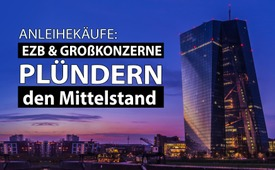 ANLEIHEKÄUFE:
EZB & GROẞKONZERNE
PLÜNDERN
den Mittelstand